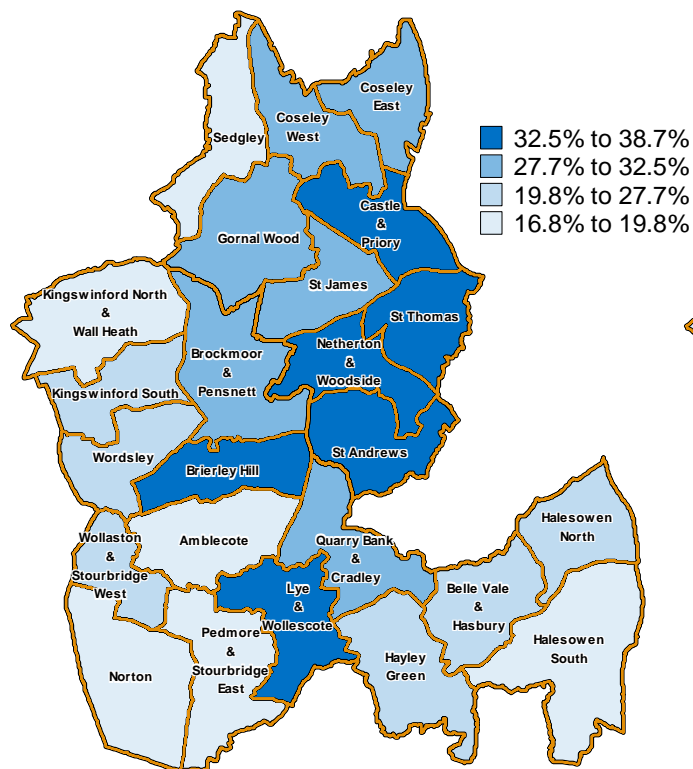 Coseley
East
Coseley
West
Sedgley
32.5% to 38.7%
27.7% to 32.5%
19.8% to 27.7%
16.8% to 19.8%
Castle
&
Priory
Gornal Wood
St James
Kingswinford North
&
Wall Heath
St Thomas
Netherton
&
Woodside
Brockmoor
&
Pensnett
Kingswinford South
Wordsley
St Andrews
Brierley Hill
Halesowen
North
Wollaston
&
Stourbridge
West
Amblecote
Quarry Bank
&
Cradley
Lye
&
Wollescote
Belle Vale
&
Hasbury
Pedmore
&
Stourbridge
East
Halesowen
South
Hayley
Green
Norton